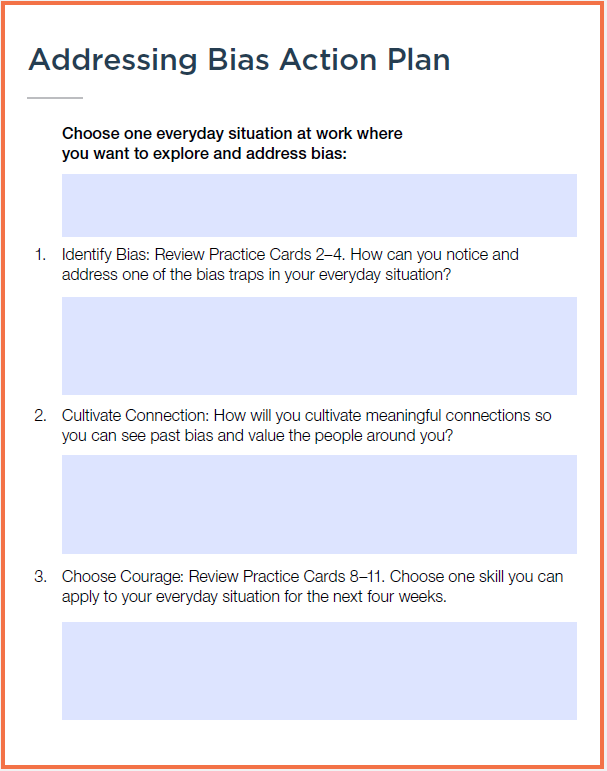 Addressing Bias Action Plan
Choose one everyday situation at work where
you want to explore and address bias:
1. Identify Bias: Review Practice Cards 2–4. How can you notice and
address one of the bias traps in your everyday situation?
2. Cultivate Connection: How will you cultivate meaningful connections so
you can see past bias and value the people around you?
3. Choose Courage: Review Practice Cards 8–11. Choose one skill you can
apply to your everyday situation for the next four weeks.